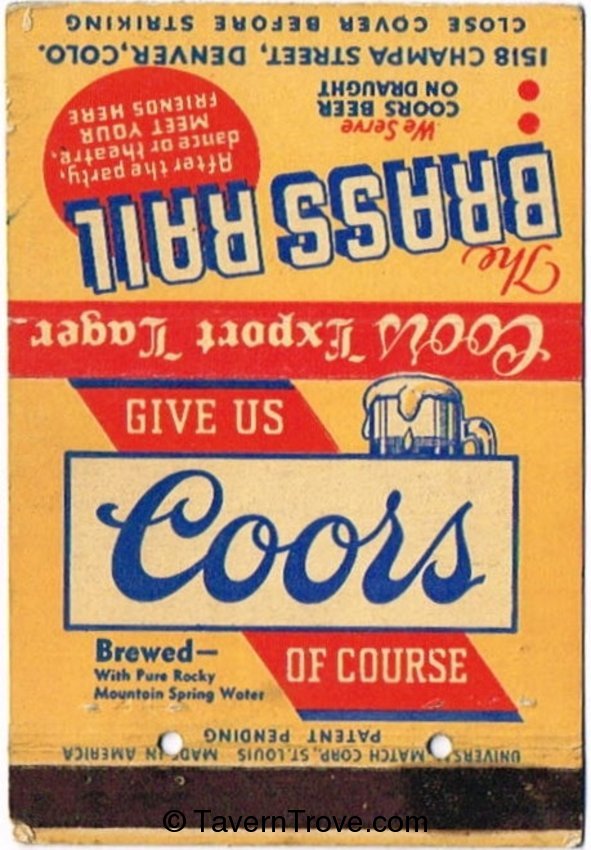 CLOSE COVER BEFORE STRIKING
1518 CHAMPA STREET, DENVER, COLO.
We Serve
COORS BEER
ON DRAUGHT
After the party,
dance or theatre,
MEET YOUR
FRIENDS HERE
The
BRASS RAIL
Coors Export Lager
GIVE US
Coors
OF COURSE
Brewed—
With Pure Rocky
Mountain Spring Water
UNIVERSAL MATCH CORP., ST. LOUIS MADE IN AMERICA
PATENT PENDING
© TavernTrove.com